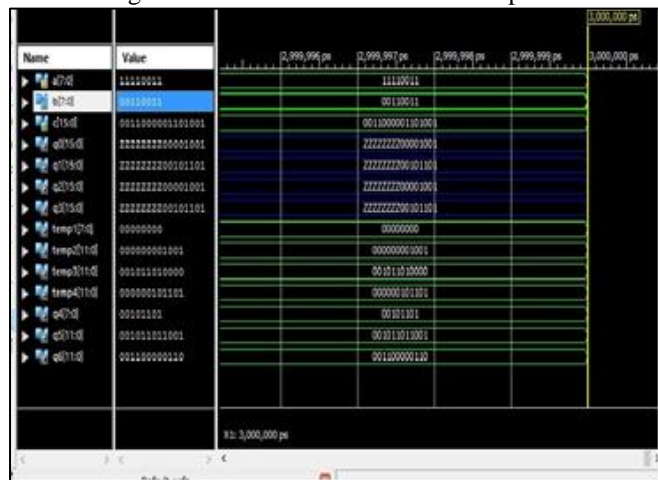 3,000,000 ps
Name Value 2,999,996 ps 2,999,997 ps 2,999,998 ps 2,999,999 ps 3,000,000 ps
a[7:0] 11110011 11110011
b[7:0] 00110011 00110011
c[15:0] 0011000001101001 0011000001101001
q0[15:0] ZZZZZZZZ00001001 ZZZZZZZZ00001001
q1[15:0] ZZZZZZZZ00101101 ZZZZZZZZ00101101
q2[15:0] ZZZZZZZZ00001001 ZZZZZZZZ00001001
q3[15:0] ZZZZZZZZ00101101 ZZZZZZZZ00101101
temp1[7:0] 00000000 00000000
temp2[11:0] 000000001001 000000001001
temp3[11:0] 001011010000 001011010000
temp4[11:0] 000000101101 000000101101
q4[7:0] 00101101 00101101
q5[11:0] 001011011001 001011011001
q6[11:0] 001100000110 001100000110
X1: 3,000,000 ps